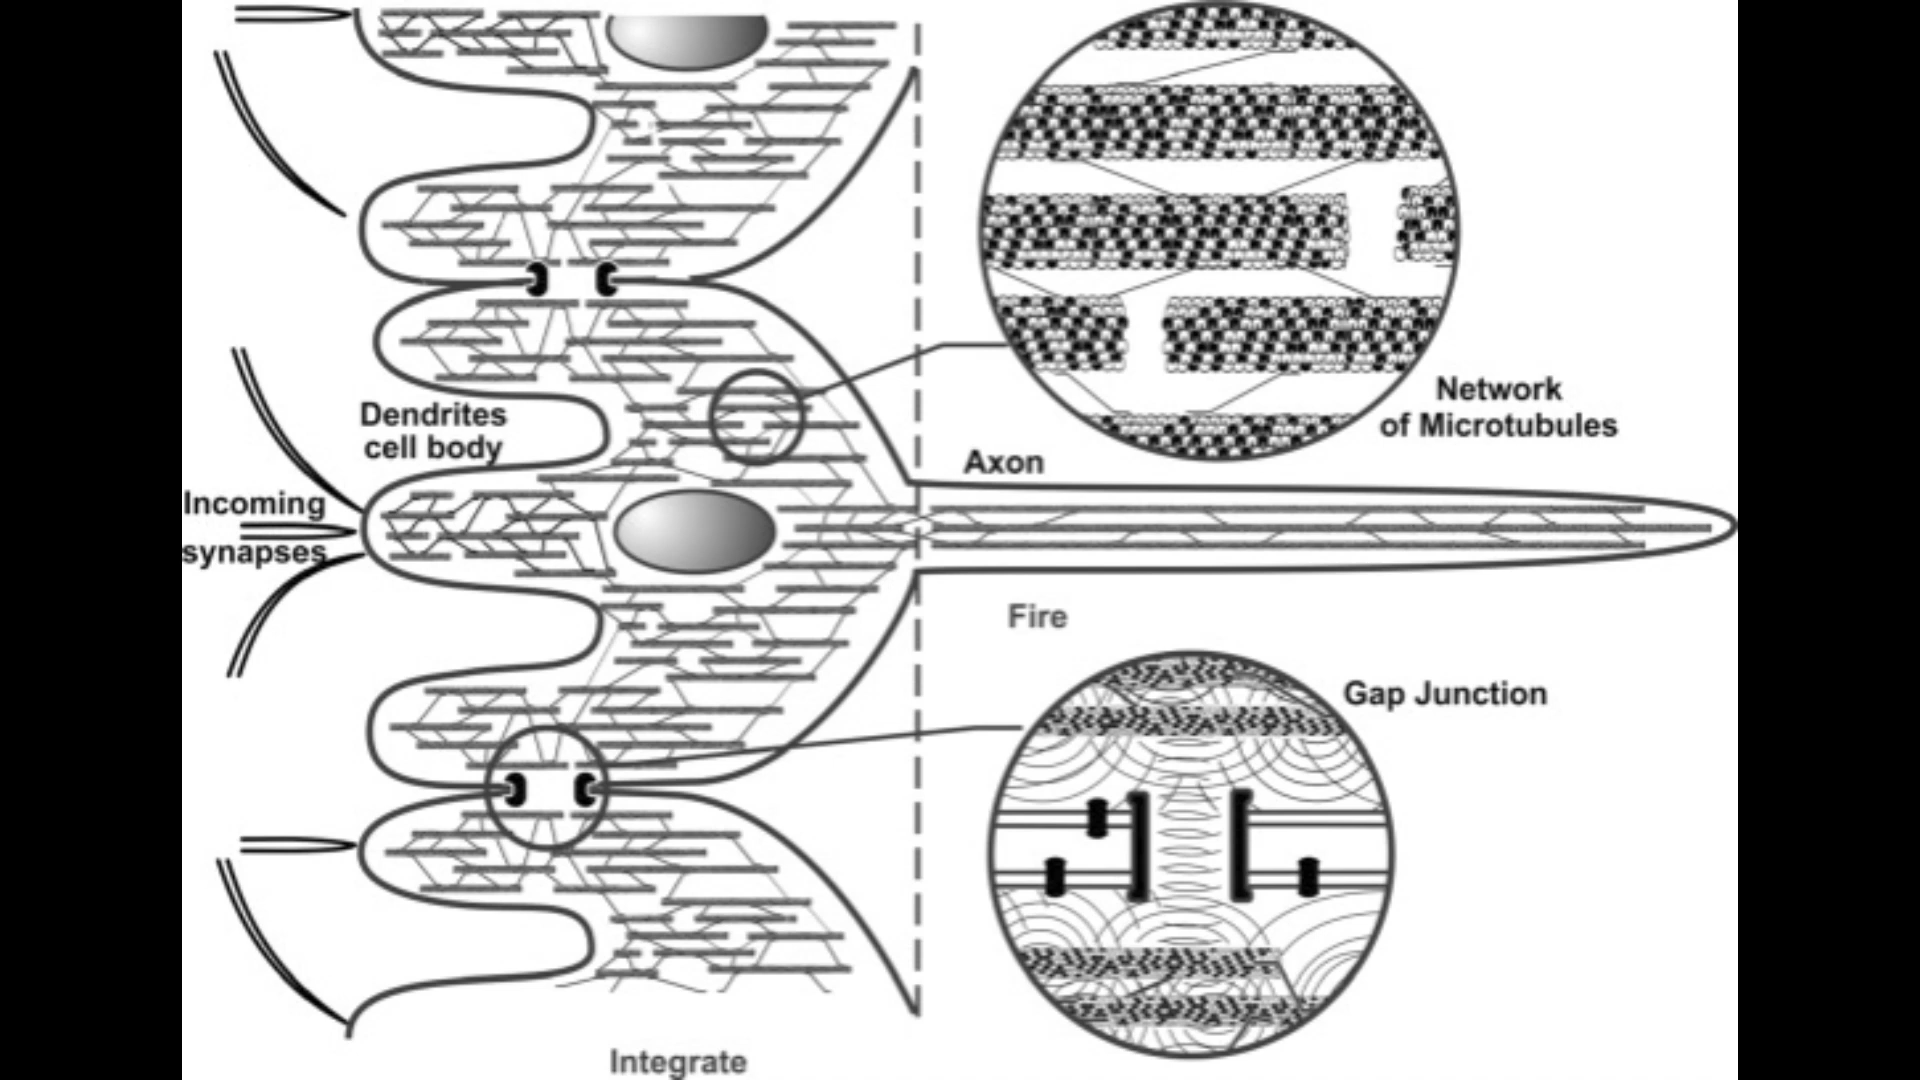 Network
of Microtubules
Dendrites
cell body
Axon
Incoming
synapses
Fire
Gap Junction
Integrate